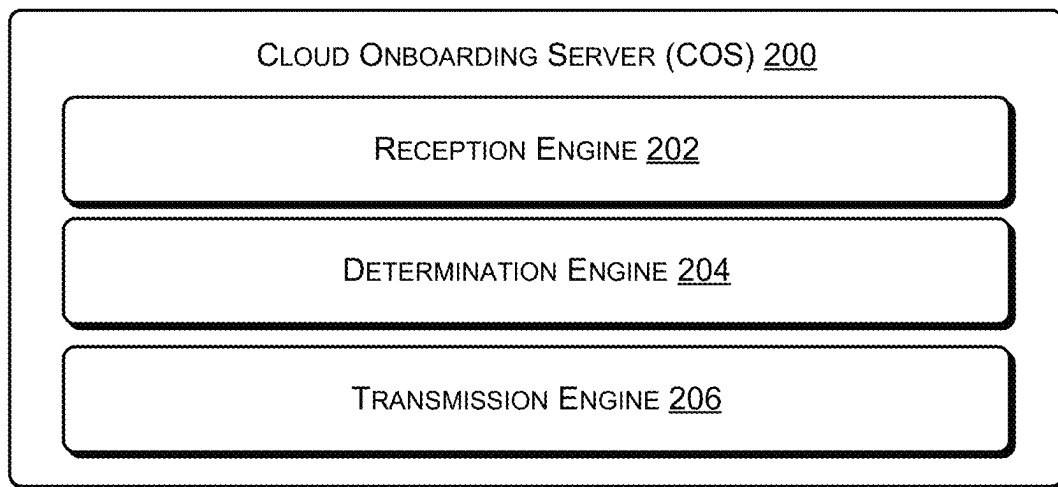 CLOUD ONBOARDING SERVER (COS) 200
RECEPTION ENGINE 202
DETERMINATION ENGINE 204
TRANSMISSION ENGINE 206